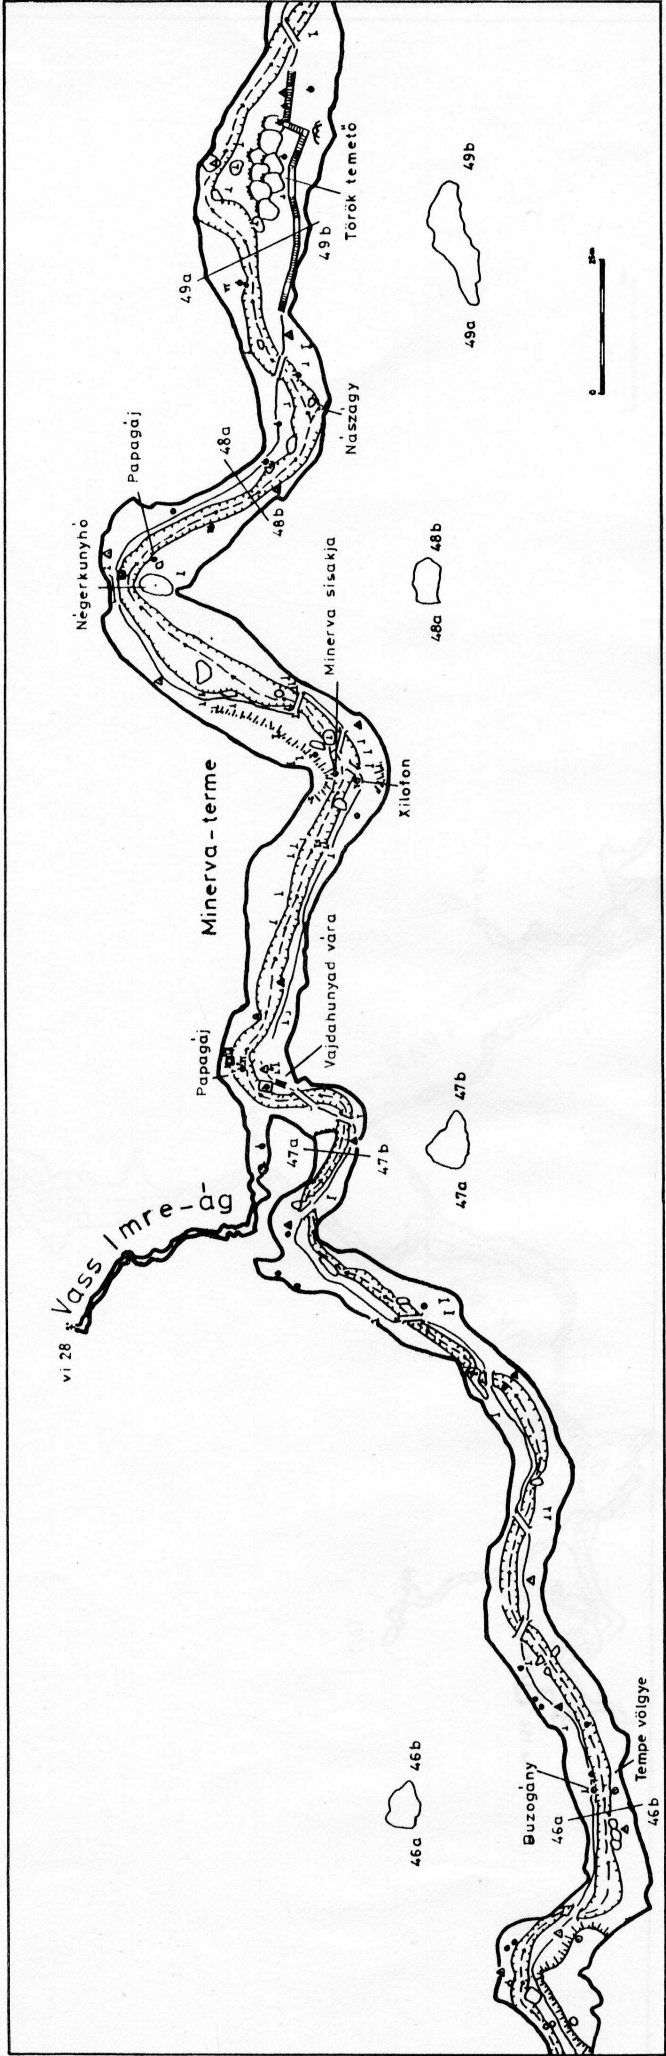 Török temető
49a
49b
49b
49a
0
25m
Nászágy
Papagáj
48a
48b
Négerkunyhó
48b
48a
Minerva sisakja
Xilofon
Minerva-terme
Vajdahunyad vára
Papagáj
47a
47b
47b
47a
Vass Imre-ág
vi 28
46b
46a
Buzogány
46a
46b
Tempe völgye